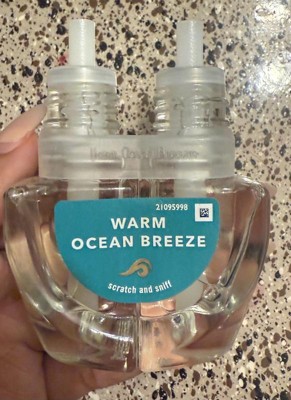 21095998
WARM
OCEAN BREEZE
scratch and sniff